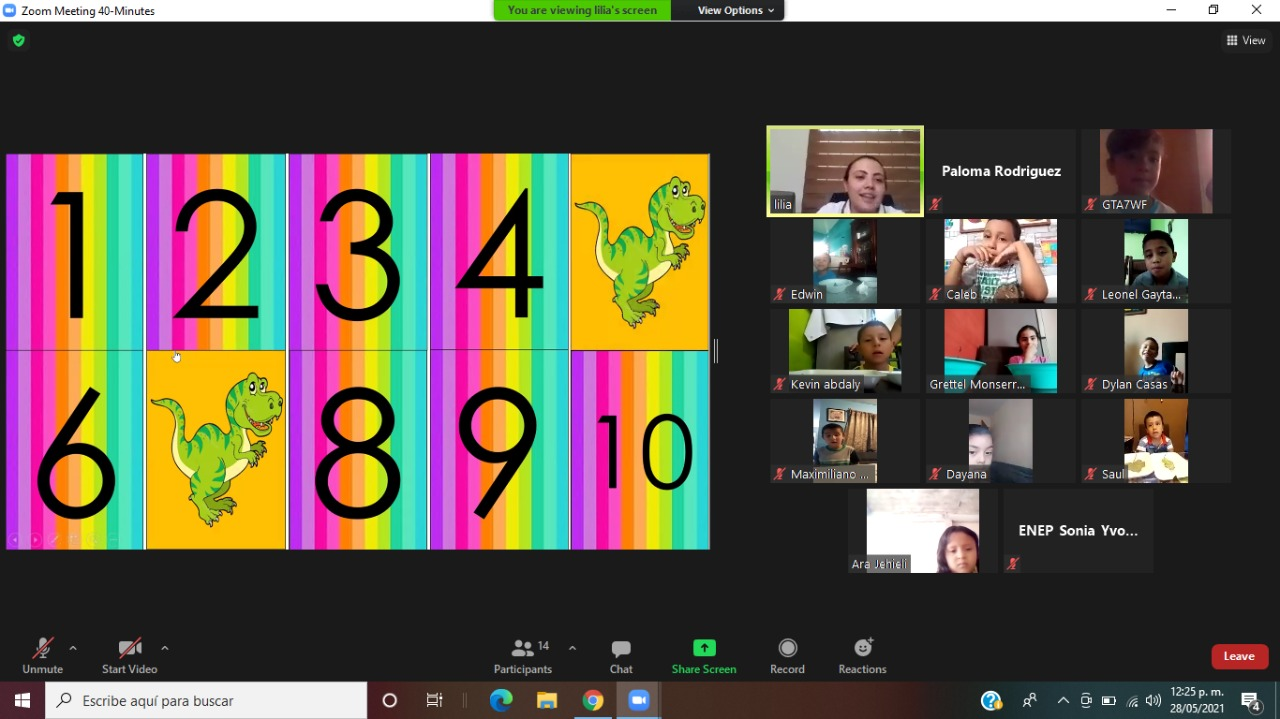 Zoom Meeting 40-Minutes
You are viewing lilia's screen
View Options
View
1 2 3 4
6 8 9 10
lilia
Paloma Rodriguez
GTA7WF
Edwin
Caleb
Leonel Gayta...
Kevin abdaly
Grettel Monserr...
Dylan Casas
Maximiliano ...
Dayana
Saul
Ara Jehieli
ENEP Sonia Yvo...
Unmute
Start Video
14
Participants
Chat
Share Screen
Record
Reactions
Leave
Escribe aquí para buscar
12:25 p. m.
28/05/2021
4